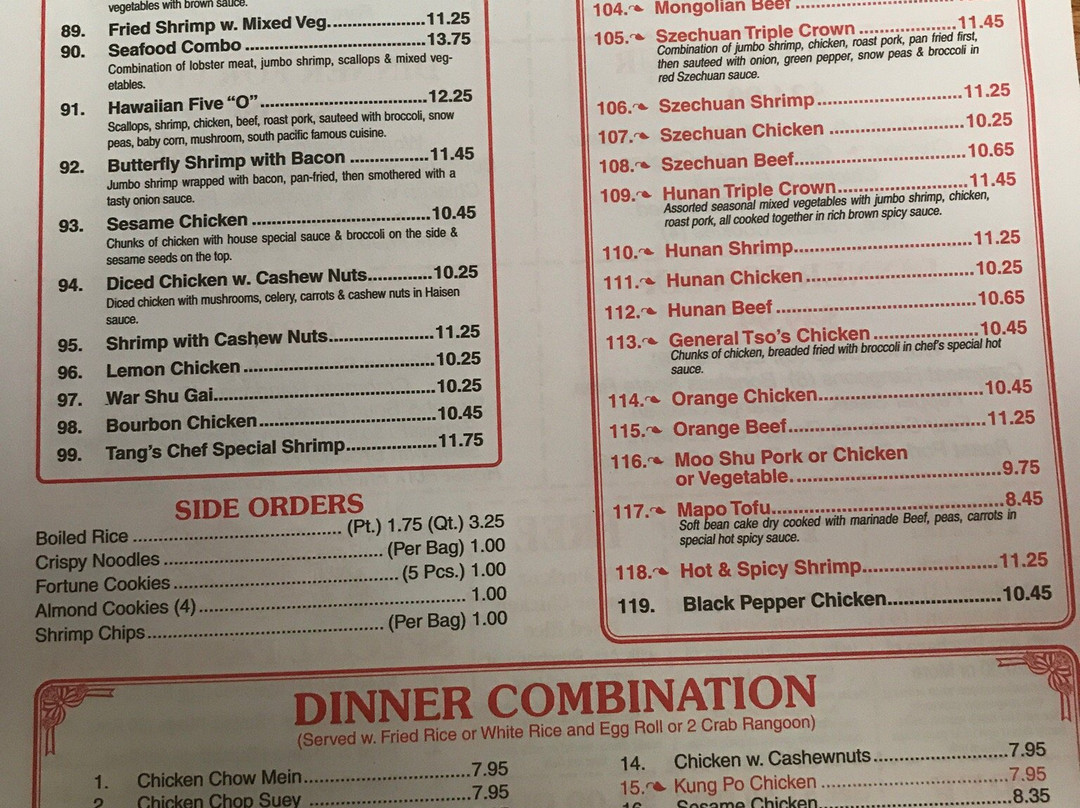 vegetables with brown sauce.
89. Fried Shrimp w. Mixed Veg..................11.25
90. Seafood Combo ..................................13.75
Combination of lobster meat, jumbo shrimp, scallops & mixed veg-
etables.
91. Hawaiian Five “O”................................12.25
Scallops, shrimp, chicken, beef, roast pork, sauteed with broccoli, snow
peas, baby corn, mushroom, south pacific famous cuisine.
92. Butterfly Shrimp with Bacon ...............11.45
Jumbo shrimp wrapped with bacon, pan-fried, then smothered with a
tasty onion sauce.
93. Sesame Chicken .................................10.45
Chunks of chicken with house special sauce & broccoli on the side &
sesame seeds on the top.
94. Diced Chicken w. Cashew Nuts............10.25
Diced chicken with mushrooms, celery, carrots & cashew nuts in Haisen
sauce.
95. Shrimp with Cashew Nuts...................11.25
96. Lemon Chicken ...................................10.25
97. War Shu Gai.........................................10.25
98. Bourbon Chicken.................................10.45
99. Tang's Chef Special Shrimp.................11.75
SIDE ORDERS
Boiled Rice ...................................... (Pt.) 1.75 (Qt.) 3.25
Crispy Noodles ........................................ (Per Bag) 1.00
Fortune Cookies ......................................... (5 Pcs.) 1.00
Almond Cookies (4)................................................ 1.00
Shrimp Chips........................................... (Per Bag) 1.00
104. Mongolian Beef
105. Szechuan Triple Crown ..................11.45
Combination of jumbo shrimp, chicken, roast pork, pan fried first,
then sauteed with onion, green pepper, snow peas & broccoli in
red Szechuan sauce.
106. Szechuan Shrimp...........................11.25
107. Szechuan Chicken .........................10.25
108. Szechuan Beef................................10.65
109. Hunan Triple Crown........................11.45
Assorted seasonal mixed vegetables with jumbo shrimp, chicken,
roast pork, all cooked together in rich brown spicy sauce.
110. Hunan Shrimp.................................11.25
111. Hunan Chicken ...............................10.25
112. Hunan Beef.....................................10.65
113. General Tso's Chicken ...................10.45
Chunks of chicken, breaded fried with broccoli in chef's special hot
sauce.
114. Orange Chicken..............................10.45
115. Orange Beef....................................11.25
116. Moo Shu Pork or Chicken
or Vegetable......................................9.75
117. Mapo Tofu.........................................8.45
Soft bean cake dry cooked with marinade Beef, peas, carrots in
special hot spicy sauce.
118. Hot & Spicy Shrimp........................11.25
119. Black Pepper Chicken....................10.45
DINNER COMBINATION
(Served w. Fried Rice or White Rice and Egg Roll or 2 Crab Rangoon)
1. Chicken Chow Mein.............................7.95
2. Chicken Chop Suey ............................7.95
14. Chicken w. Cashewnuts.......................7.95
15. Kung Po Chicken .................................7.95
16. Sesame Chicken..................................8.35